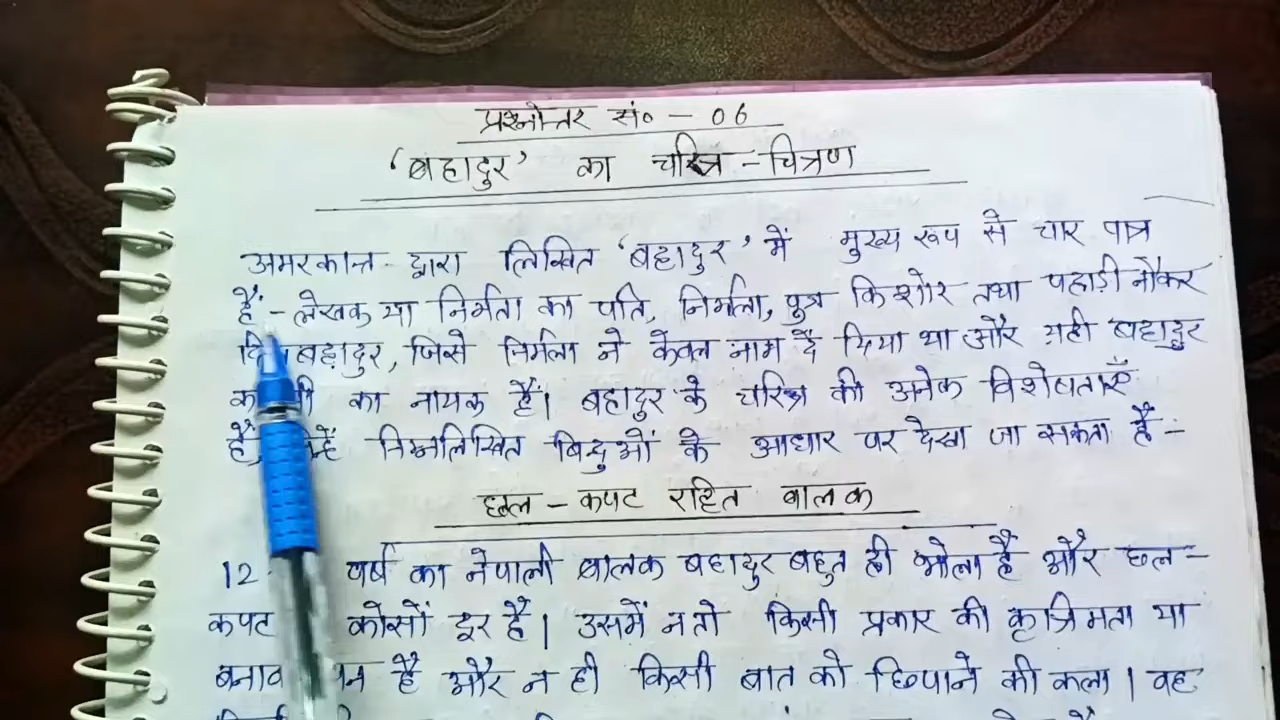 प्रश्नोत्तर सं० - 06
'बहादुर' का चरित्र - चित्रण
अमरकान्त द्वारा लिखित 'बहादुर' में मुख्य रूप से चार पात्र
हैं - लेखक या निर्मला का पति, निर्मला, पुत्र किशोर तथा पहाड़ी नौकर
बहादुर, जिसे निर्मला ने केवल नाम दे दिया था और यही बहादुर
का नायक हैं। बहादुर के चरित्र की अनेक विशेषताएँ
हैं, निम्नलिखित बिन्दुओं के आधार पर देखा जा सकता है -
छल - कपट रहित बालक
12 वर्ष का नेपाली बालक बहादुर बहुत ही भोला है और छल -
कपट कोसों दूर है। उसमें न तो किसी प्रकार की कृत्रिमता या
है और न ही किसी बात को छिपाने की कला। वह